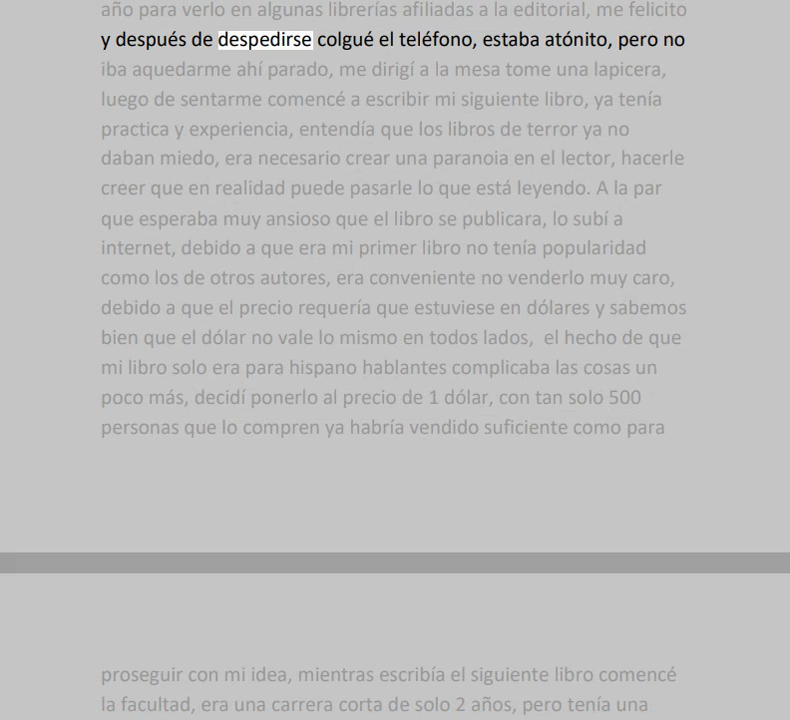 año para verlo en algunas librerías afiliadas a la editorial, me felicito
y después de despedirse colgué el teléfono, estaba atónito, pero no
iba aquedarme ahí parado, me dirigí a la mesa tome una lapicera,
luego de sentarme comencé a escribir mi siguiente libro, ya tenía
practica y experiencia, entendía que los libros de terror ya no
daban miedo, era necesario crear una paranoia en el lector, hacerle
creer que en realidad puede pasarle lo que está leyendo. A la par
que esperaba muy ansioso que el libro se publicara, lo subí a
internet, debido a que era mi primer libro no tenía popularidad
como los de otros autores, era conveniente no venderlo muy caro,
debido a que el precio requería que estuviese en dólares y sabemos
bien que el dólar no vale lo mismo en todos lados,  el hecho de que
mi libro solo era para hispano hablantes complicaba las cosas un
poco más, decidí ponerlo al precio de 1 dólar, con tan solo 500
personas que lo compren ya habría vendido suficiente como para
proseguir con mi idea, mientras escribía el siguiente libro comencé
la facultad, era una carrera corta de solo 2 años, pero tenía una